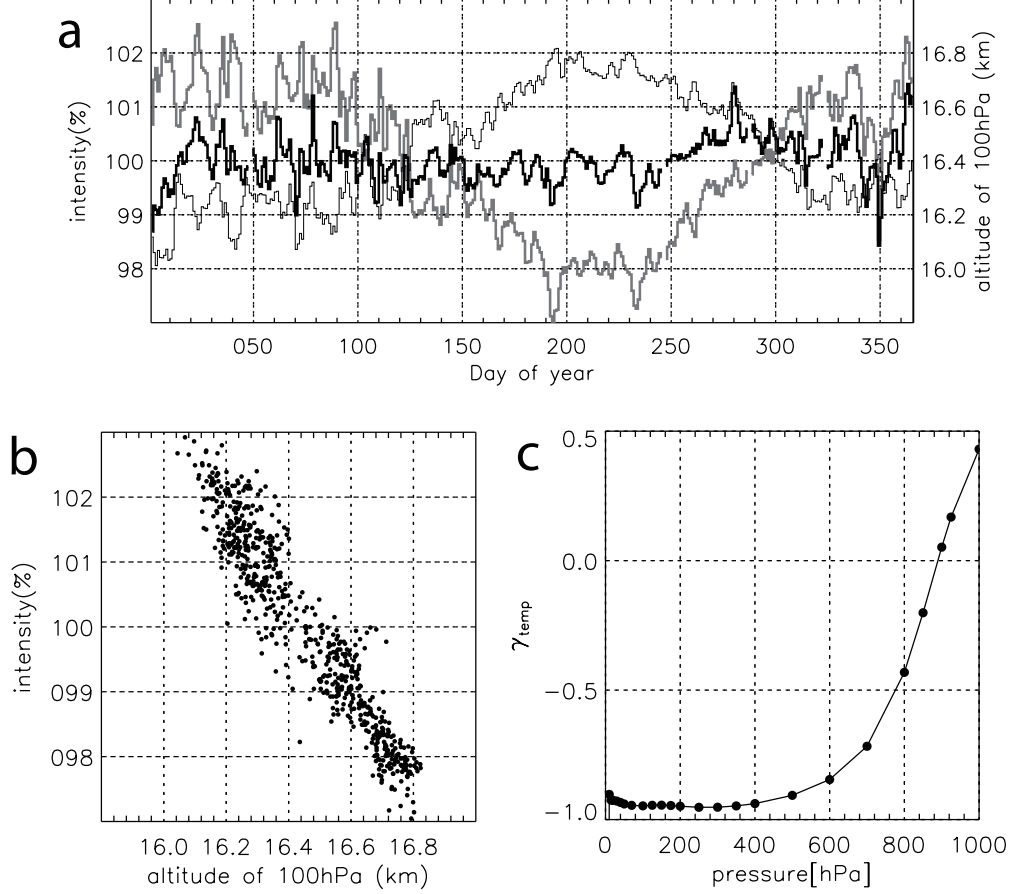 a
102
101
100
99
98
intensity(%)
16.8
16.6
16.4
16.2
16.0
altitude of 100hPa (km)
050 100 150 200 250 300 350
Day of year
b
102
101
100
099
098
intensity(%)
16.0 16.2 16.4 16.6 16.8
altitude of 100hPa (km)
c
0.5
0.0
−0.5
−1.0
γtemp
0 200 400 600 800 1000
pressure[hPa]